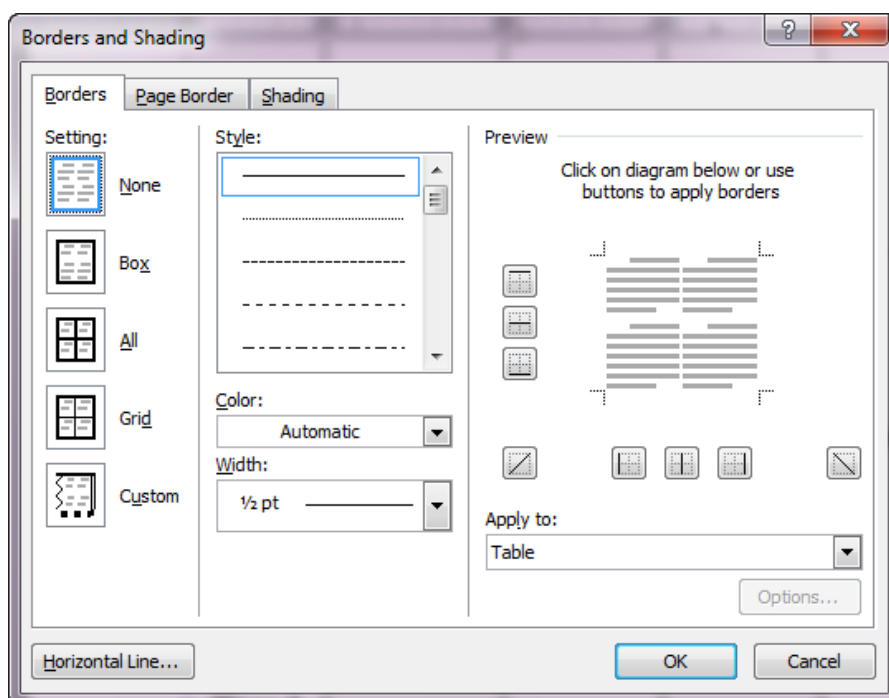 Borders and Shading
Borders
Page Border
Shading
Setting:
None
Box
All
Grid
Custom
Style:
Color:
Automatic
Width:
½ pt
Preview
Click on diagram below or use
buttons to apply borders
Apply to:
Table
Options...
Horizontal Line...
OK
Cancel